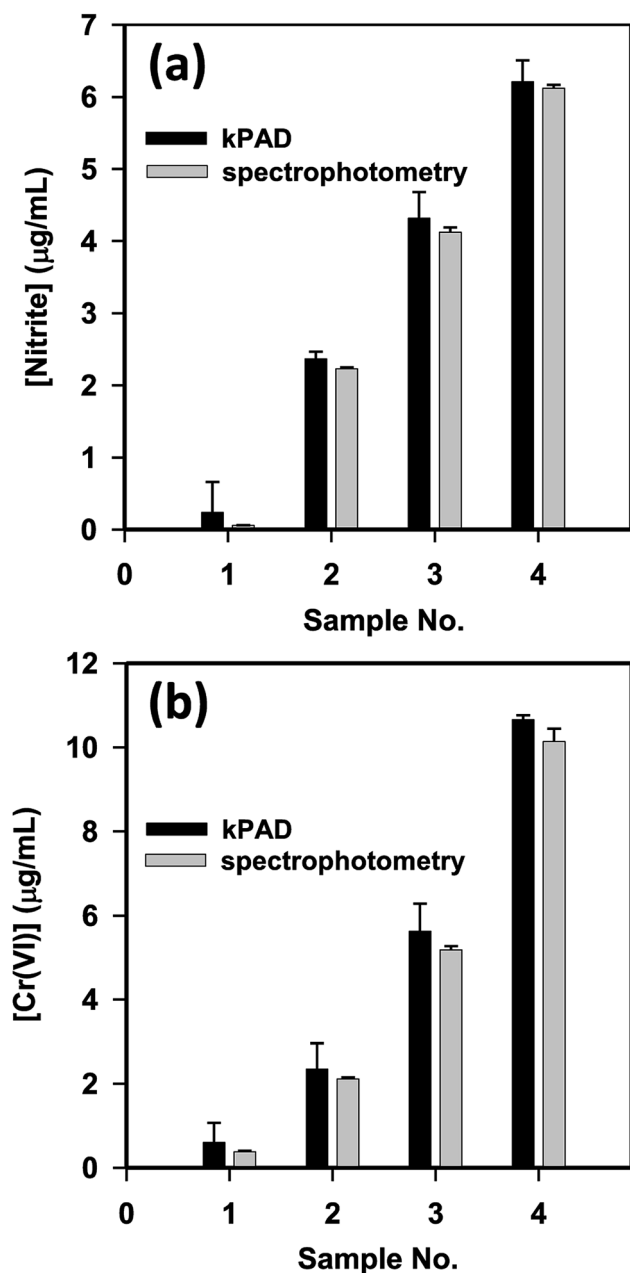 7
(a)
6
kPAD
spectrophotometry
5
4
3
2
1
0
[Nitrite] (μg/mL)
0 1 2 3 4
Sample No.
12
(b)
10
kPAD
spectrophotometry
8
6
4
2
0
[Cr(VI)] (μg/mL)
0 1 2 3 4
Sample No.